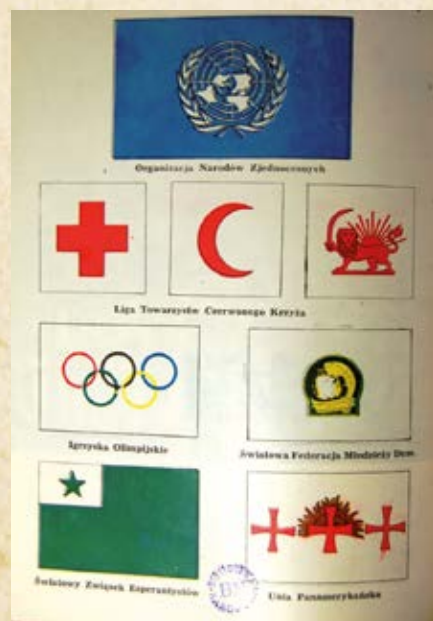 Organizacja Narodów Zjednoczonych
Liga Towarzystw Czerwonego Krzyża
Igrzyska Olimpijskie
Światowa Federacja Młodzieży Dem.
Światowy Związek Esperantystów
Unia Panamerykańska